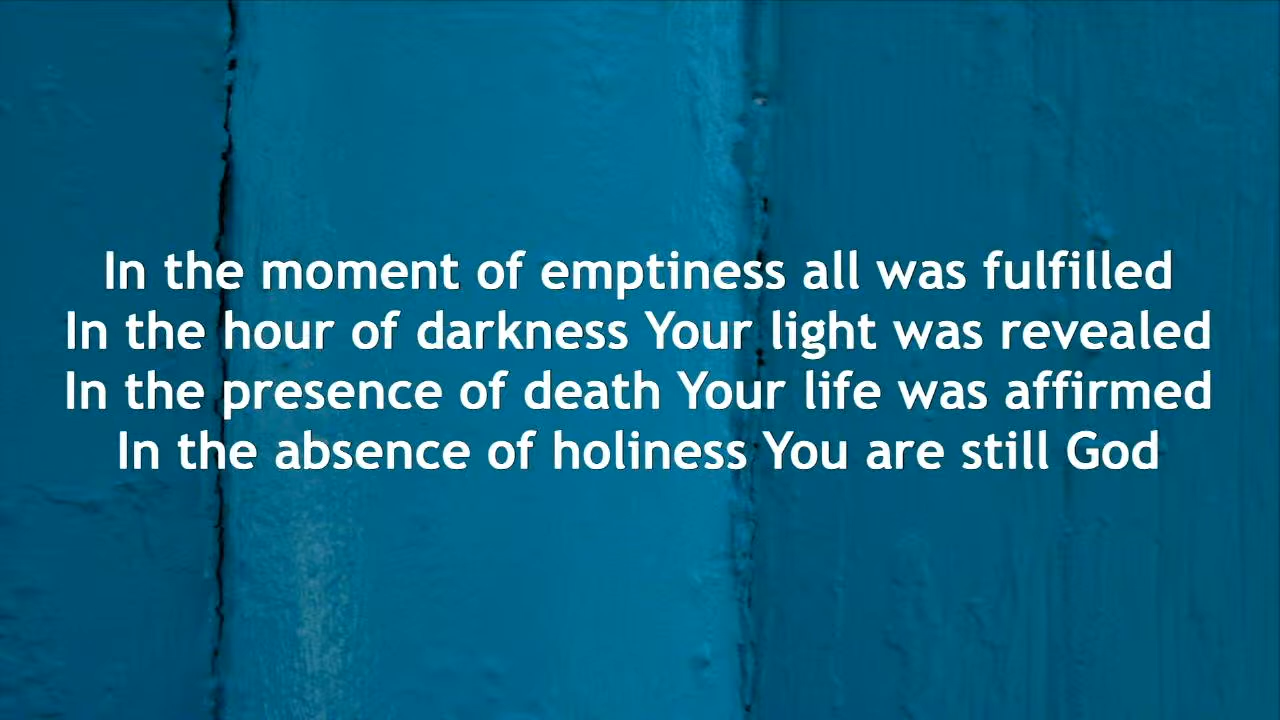 In the moment of emptiness all was fulfilled
In the hour of darkness Your light was revealed
In the presence of death Your life was affirmed
In the absence of holiness You are still God